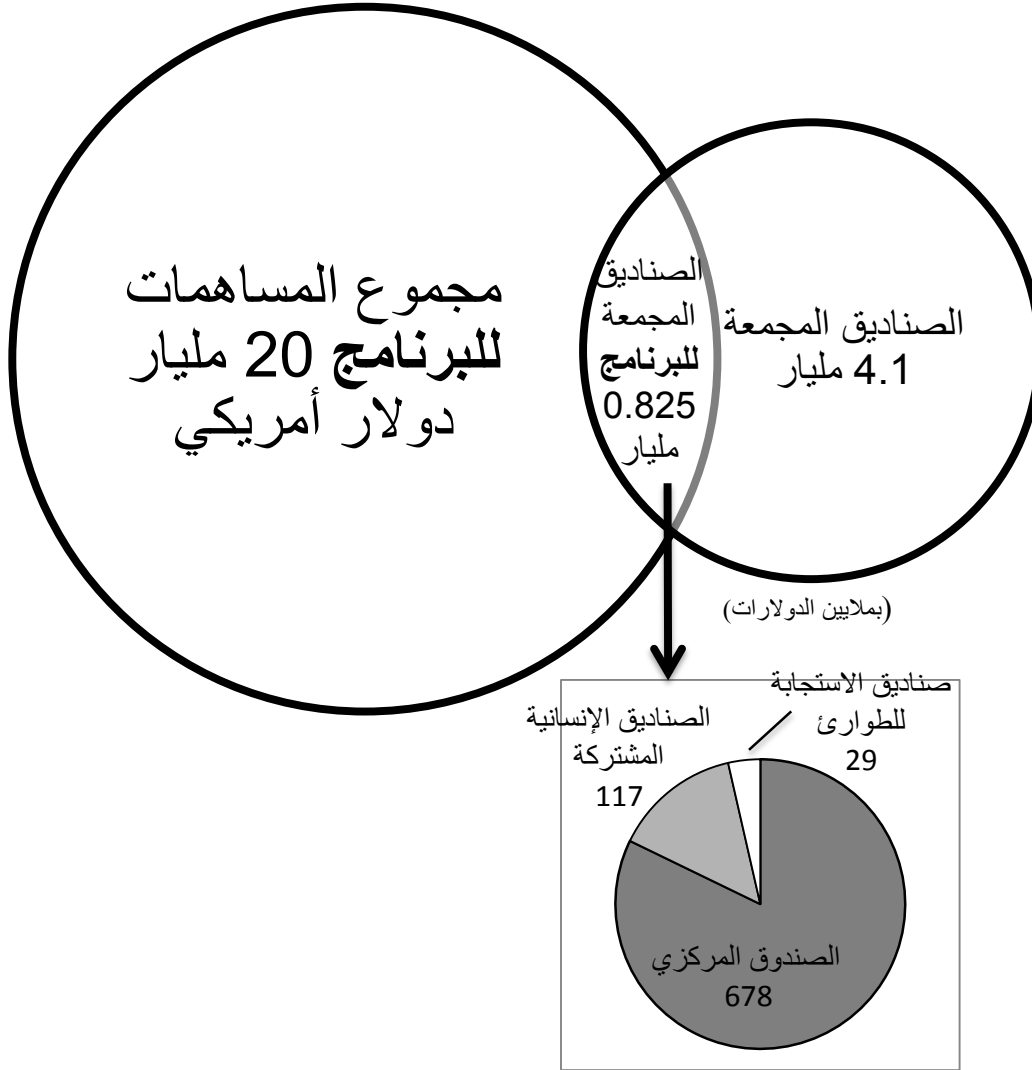 مجموع المساهمات
للبرنامج 20 مليار
دولار أمريكي
الصناديق
المجمعة
للبرنامج
0.825
مليار
الصناديق المجمعة
4.1 مليار
(بملايين الدولارات)
صناديق الاستجابة
للطوارئ
29
الصناديق الإنسانية
المشتركة
117
الصندوق المركزي
678